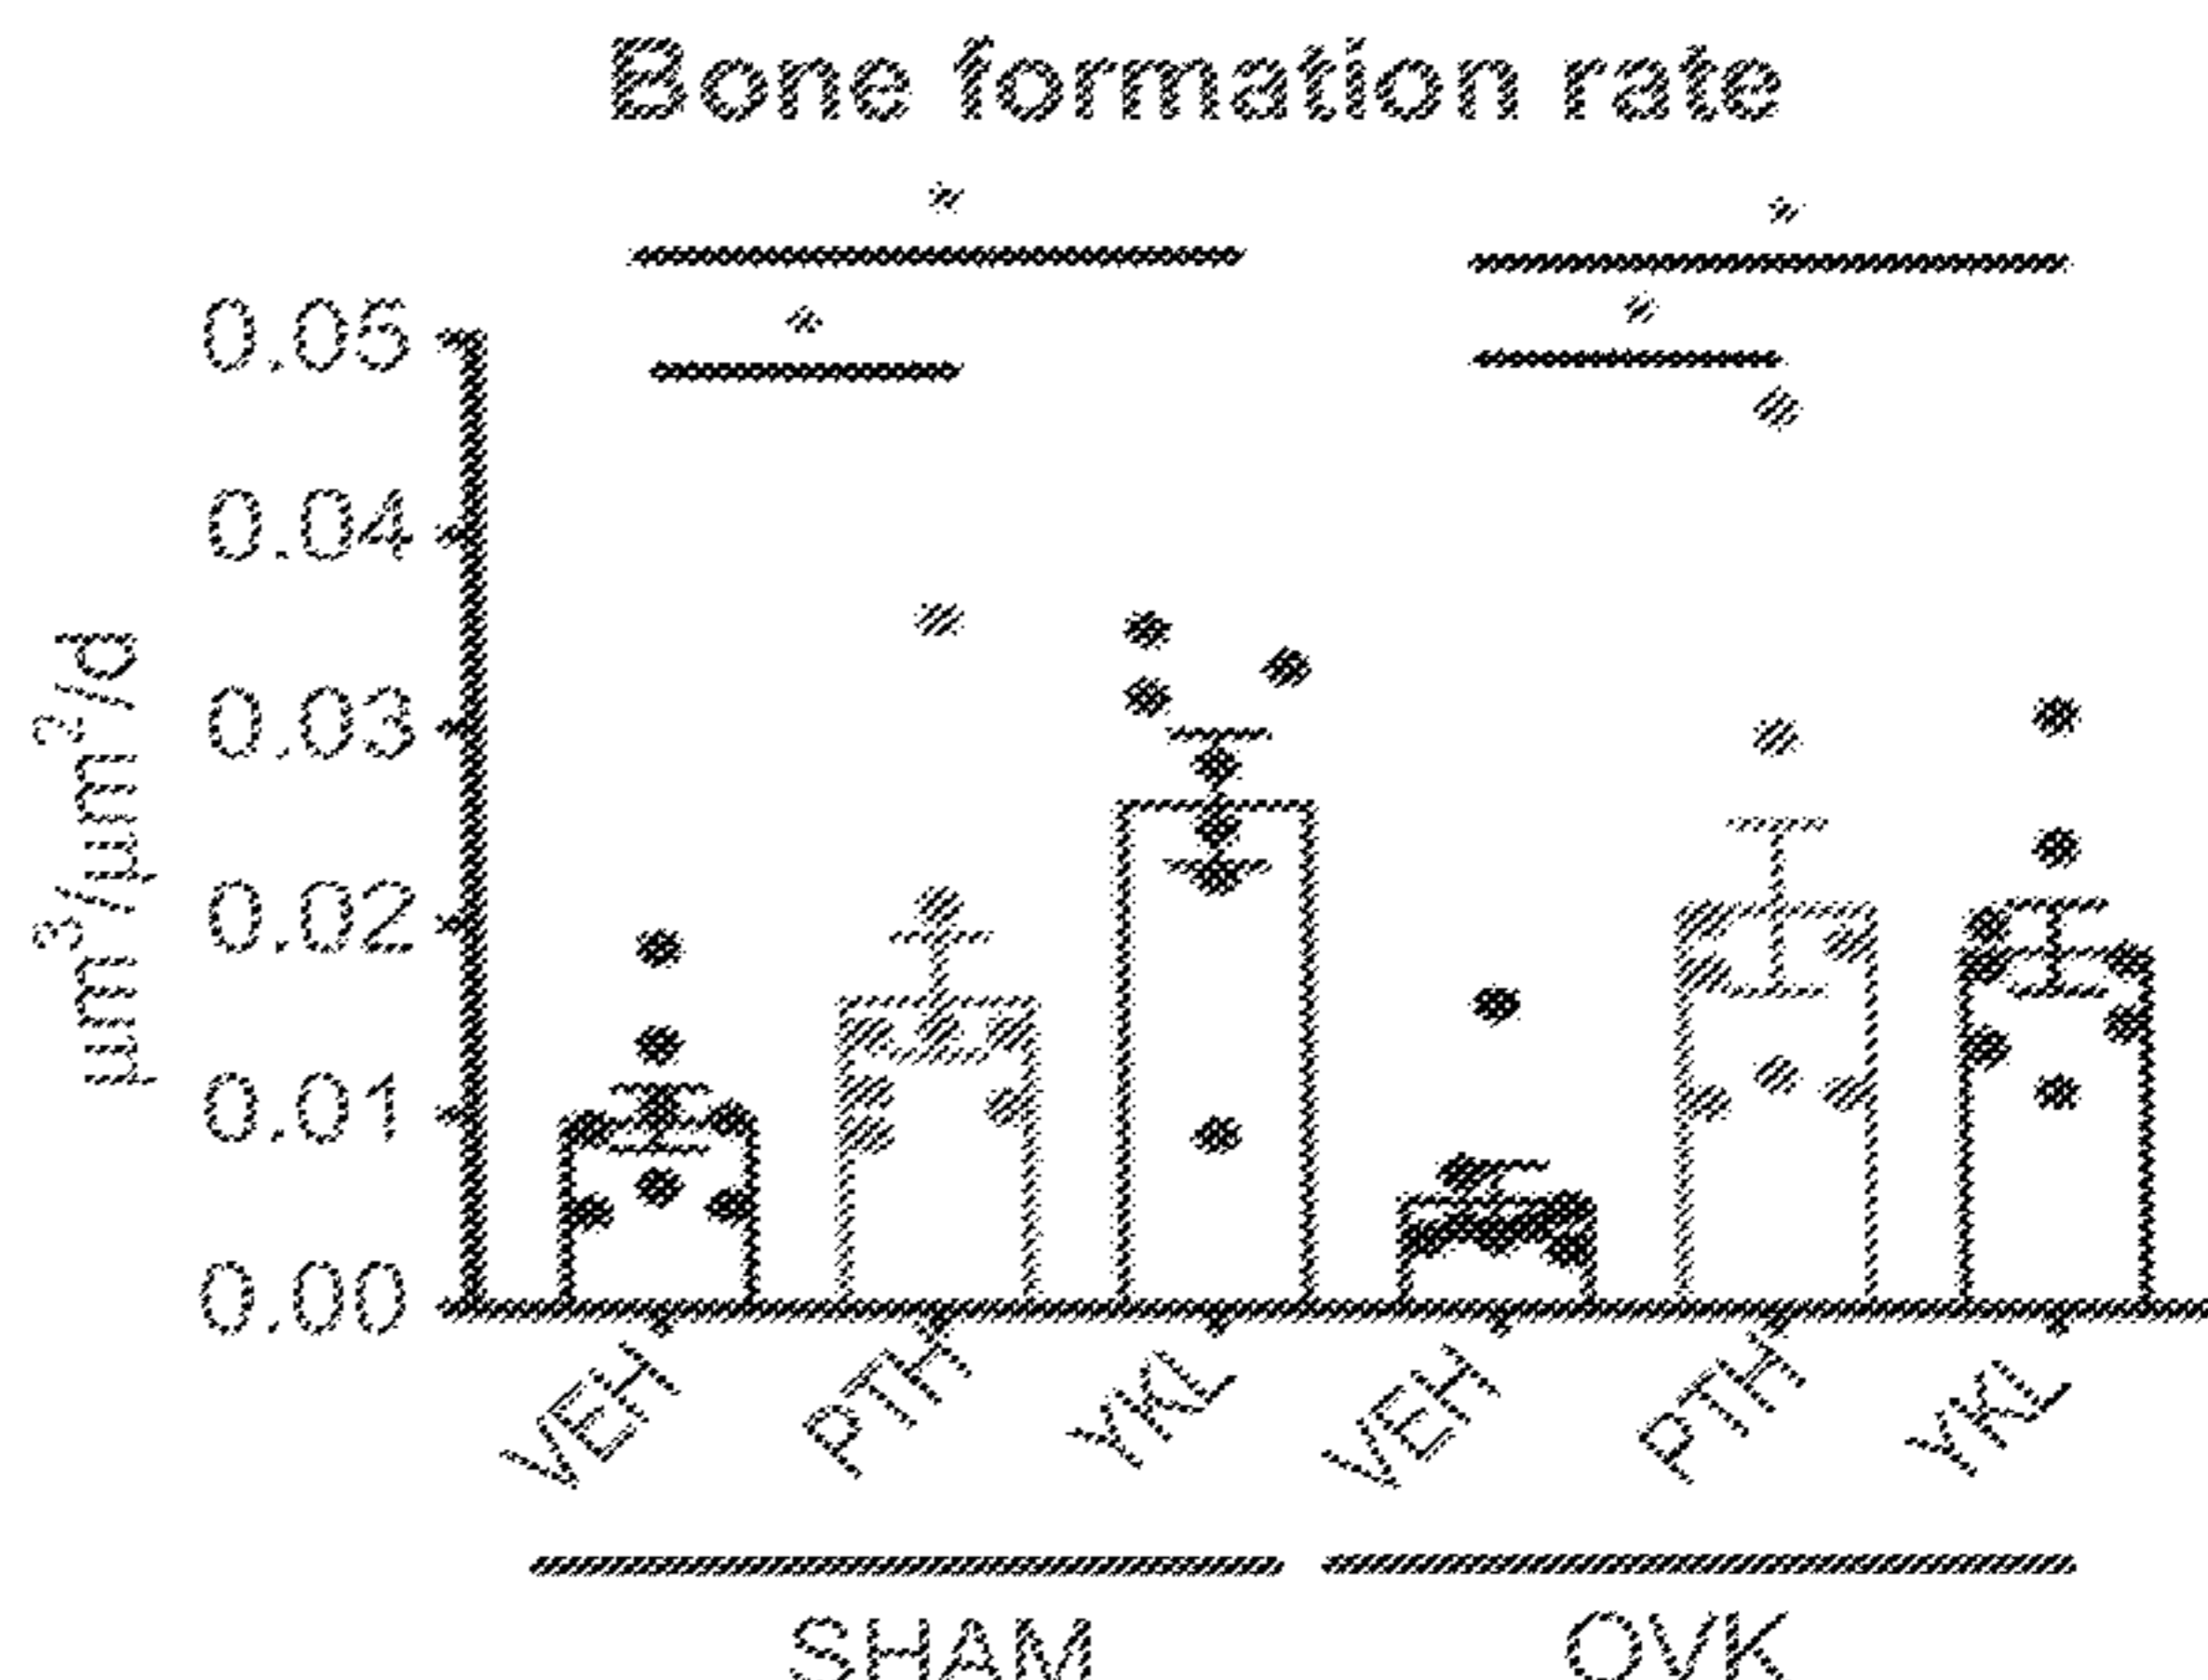 Bone formation rate
*
*
*
*
0.05
0.04
0.03
0.02
0.01
0.00
µm³/µm²/d
VEH
PTH
YKL
VEH
PTH
YKL
SHAM
OVX